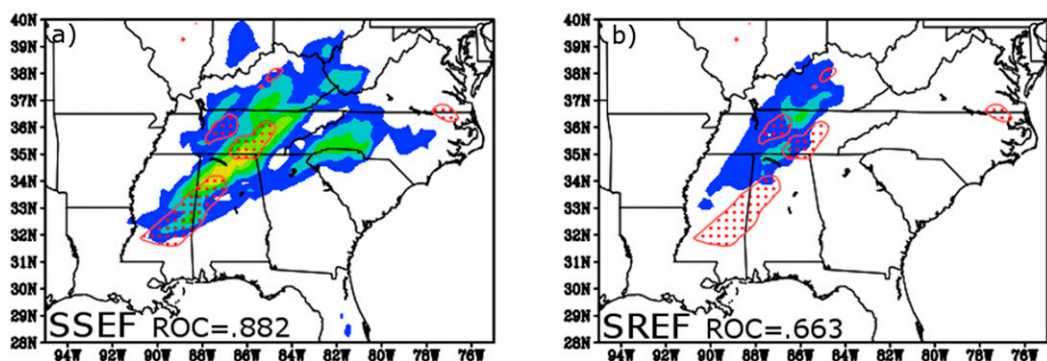 a)
40N
39N
38N
37N
36N
35N
34N
33N
32N
31N
30N
29N
28N
SSEF ROC=.882
94W 92W 90W 88W 86W 84W 82W 80W 78W 76W
b)
40N
39N
38N
37N
36N
35N
34N
33N
32N
31N
30N
29N
28N
SREF ROC=.663
94W 92W 90W 88W 86W 84W 82W 80W 78W 76W